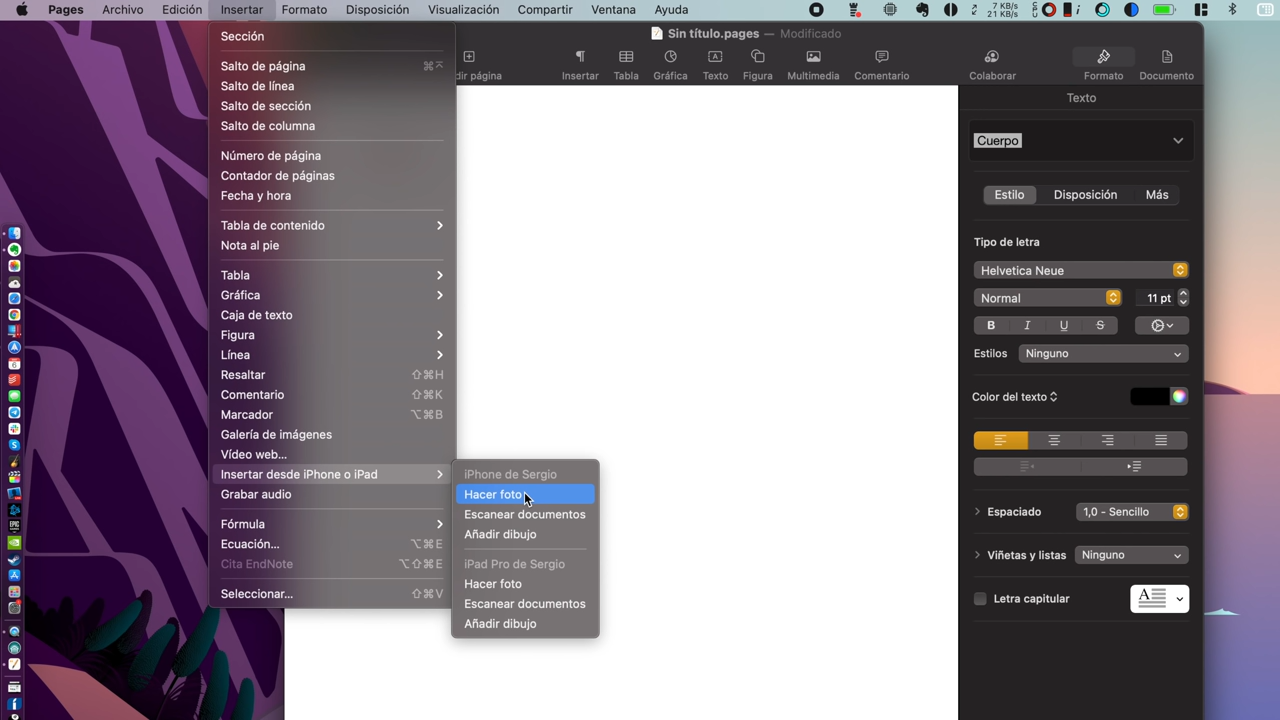 Pages Archivo Edición Insertar Formato Disposición Visualización Compartir Ventana Ayuda
7 KB/s
21 KB/s
Sin título.pages — Modificado
dir página Insertar Tabla Gráfica Texto Figura Multimedia Comentario Colaborar Formato Documento
Sección
Salto de página ⌘⌤
Salto de línea
Salto de sección
Salto de columna
Número de página
Contador de páginas
Fecha y hora
Tabla de contenido
Nota al pie
Tabla
Gráfica
Caja de texto
Figura
Línea
Resaltar ⇧⌘H
Comentario ⇧⌘K
Marcador ⌥⌘B
Galería de imágenes
Vídeo web...
Insertar desde iPhone o iPad
Grabar audio
Fórmula
Ecuación... ⌥⌘E
Cita EndNote ⌥⇧⌘E
Seleccionar... ⇧⌘V
iPhone de Sergio
Hacer foto
Escanear documentos
Añadir dibujo
iPad Pro de Sergio
Hacer foto
Escanear documentos
Añadir dibujo
Texto
Cuerpo
Estilo Disposición Más
Tipo de letra
Helvetica Neue
Normal 11 pt
B I U S
Estilos Ninguno
Color del texto
Espaciado 1,0 - Sencillo
Viñetas y listas Ninguno
Letra capitular A